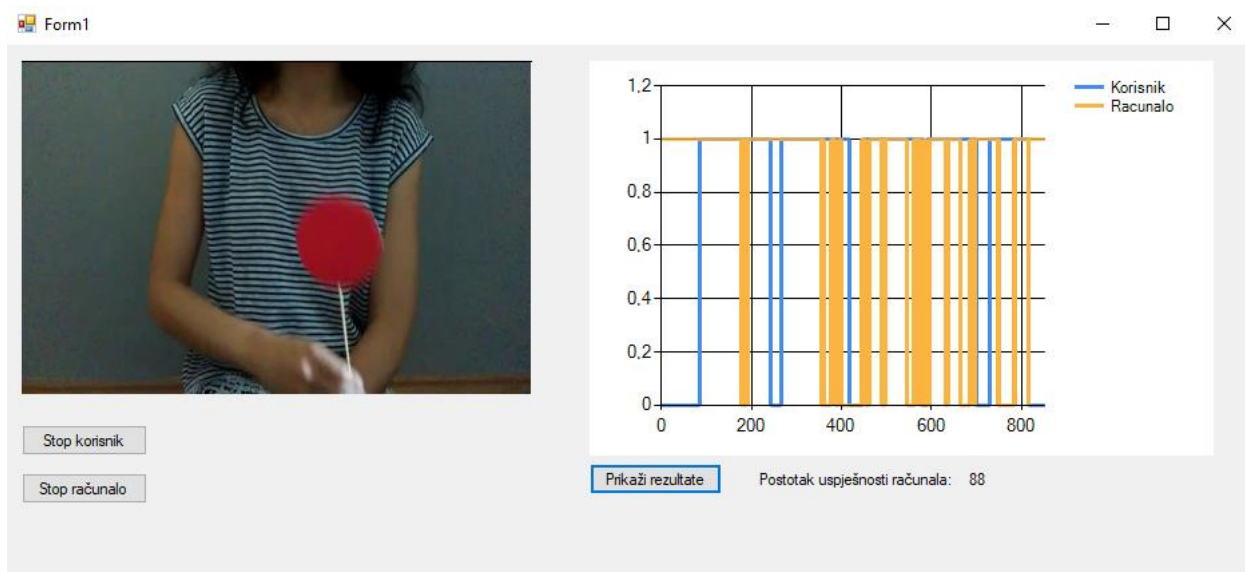 Form1
1,2
1
0,8
0,6
0,4
0,2
0
0 200 400 600 800
Korisnik
Racunalo
Stop korisnik
Stop računalo
Prikaži rezultate
Postotak uspješnosti računala: 88